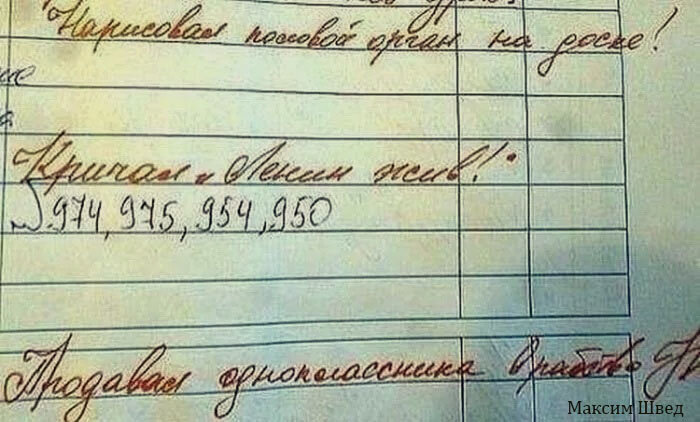 Нарисовал половой орган на доске!
Кричал „Ленин жив!"
974, 975, 954, 950
Продавал одноклассника в рабство
Максим Швед